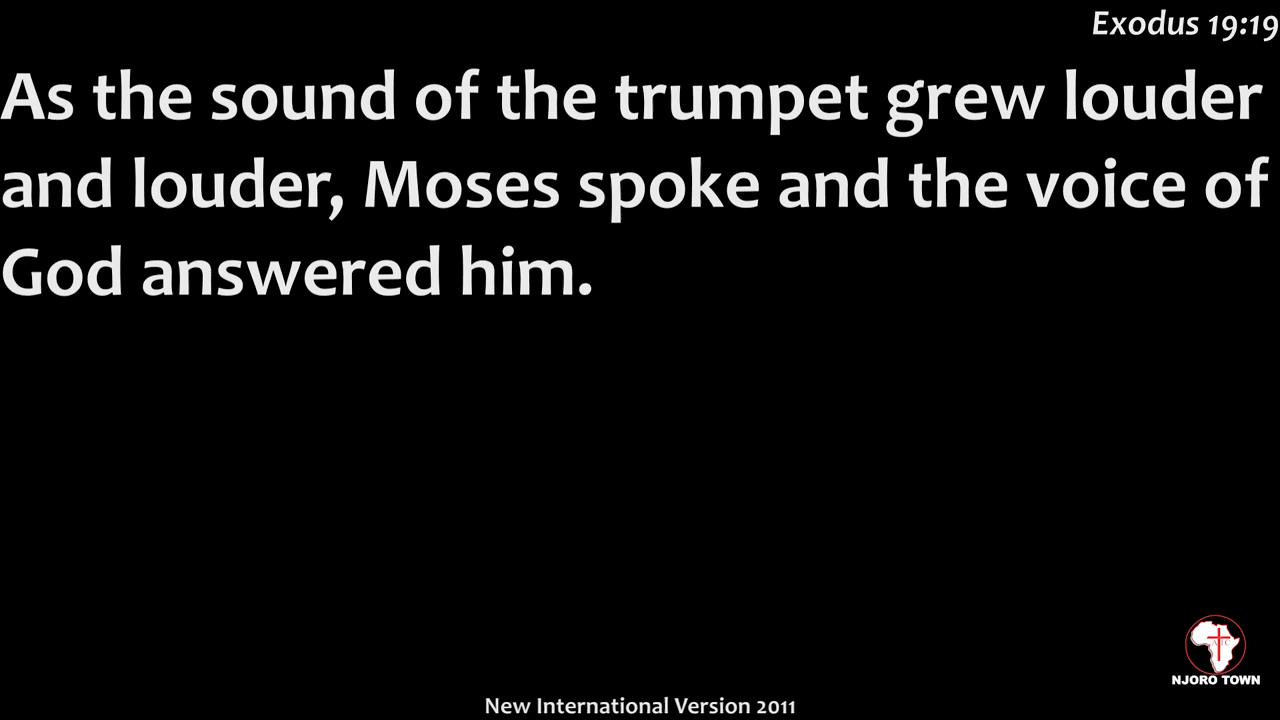 Exodus 19:19
As the sound of the trumpet grew louder
and louder, Moses spoke and the voice of
God answered him.
NJORO TOWN
New International Version 2011